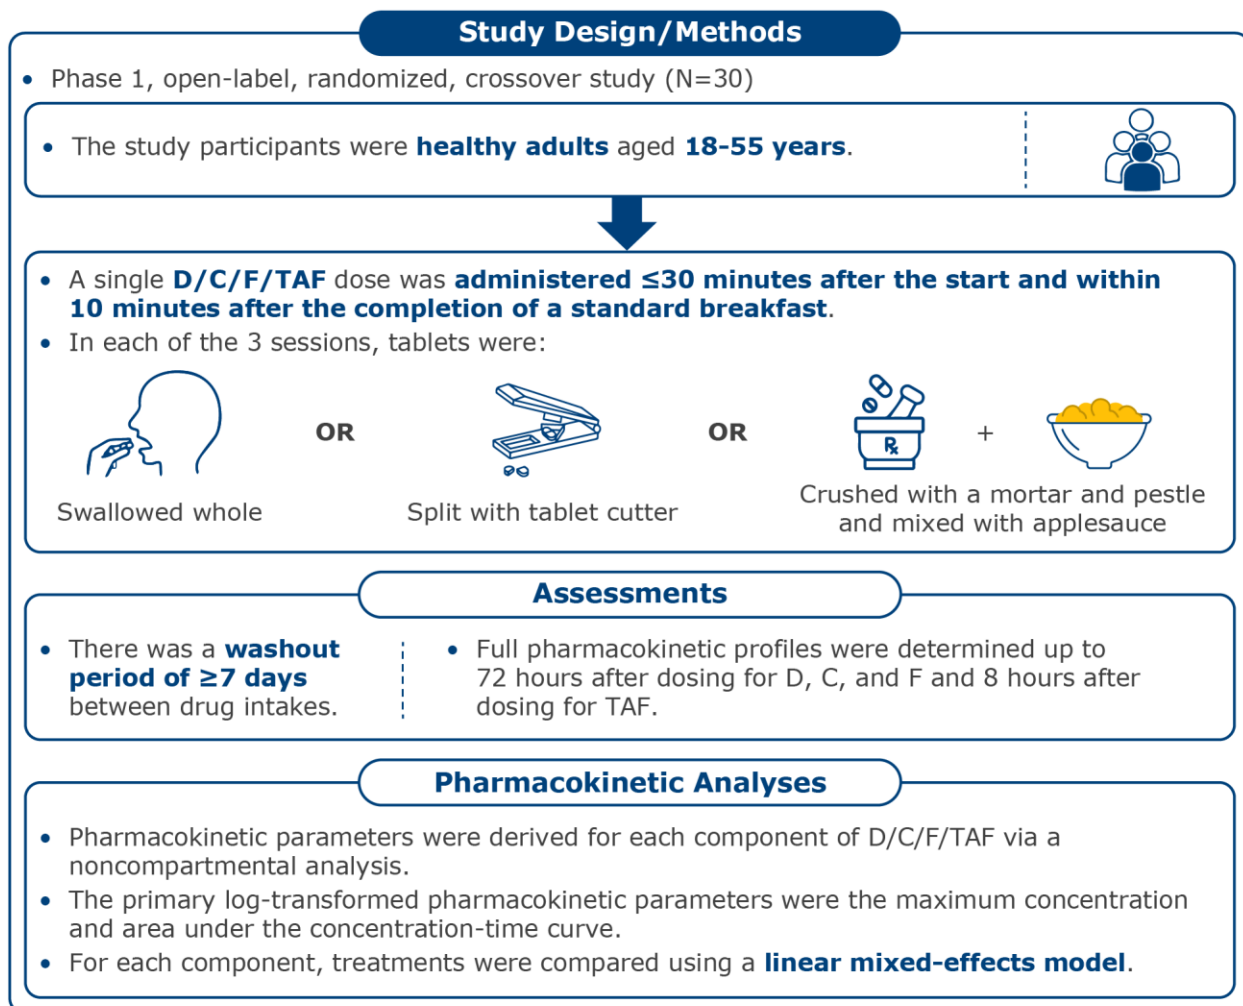 Study Design/Methods
• Phase 1, open-label, randomized, crossover study (N=30)
• The study participants were healthy adults aged 18-55 years.
• A single D/C/F/TAF dose was administered ≤30 minutes after the start and within
10 minutes after the completion of a standard breakfast.
• In each of the 3 sessions, tablets were:
OR
OR
Rx
+
Swallowed whole
Split with tablet cutter
Crushed with a mortar and pestle
and mixed with applesauce
Assessments
• There was a washout
period of ≥7 days
between drug intakes.
• Full pharmacokinetic profiles were determined up to
72 hours after dosing for D, C, and F and 8 hours after
dosing for TAF.
Pharmacokinetic Analyses
• Pharmacokinetic parameters were derived for each component of D/C/F/TAF via a
noncompartmental analysis.
• The primary log-transformed pharmacokinetic parameters were the maximum concentration
and area under the concentration-time curve.
• For each component, treatments were compared using a linear mixed-effects model.